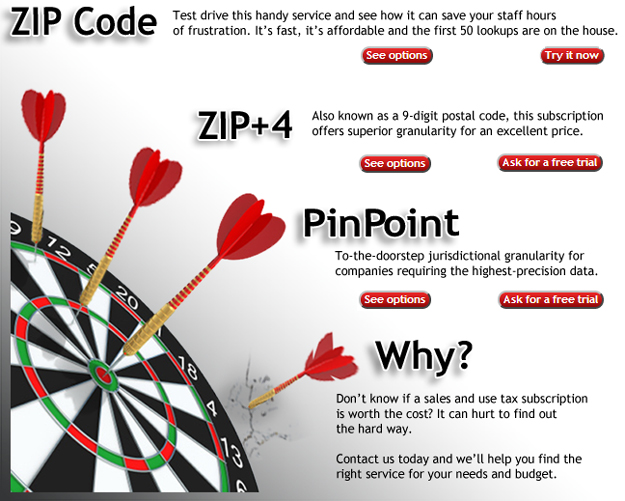 ZIP Code
Test drive this handy service and see how it can save your staff hours
of frustration. It's fast, it's affordable and the first 50 lookups are on the house.
See options
Try it now
ZIP+4
Also known as a 9-digit postal code, this subscription
offers superior granularity for an excellent price.
See options
Ask for a free trial
PinPoint
To-the-doorstep jurisdictional granularity for
companies requiring the highest-precision data.
See options
Ask for a free trial
Why?
Don't know if a sales and use tax subscription
is worth the cost? It can hurt to find out
the hard way.
Contact us today and we'll help you find the
right service for your needs and budget.
9
12
5
20
18
4
13
6